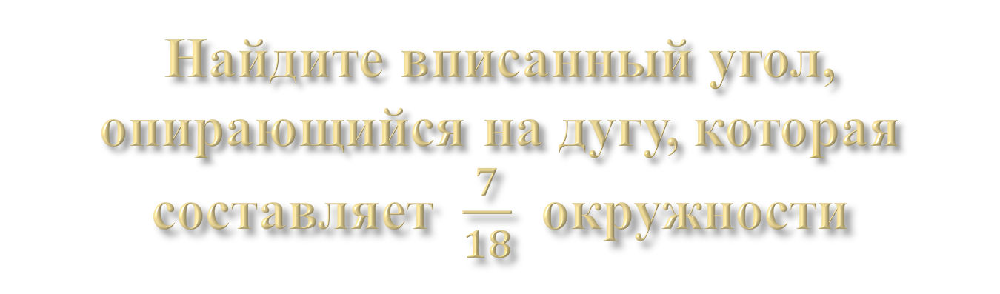 Найдите вписанный угол,
опирающийся на дугу, которая
составляет 7/18 окружности